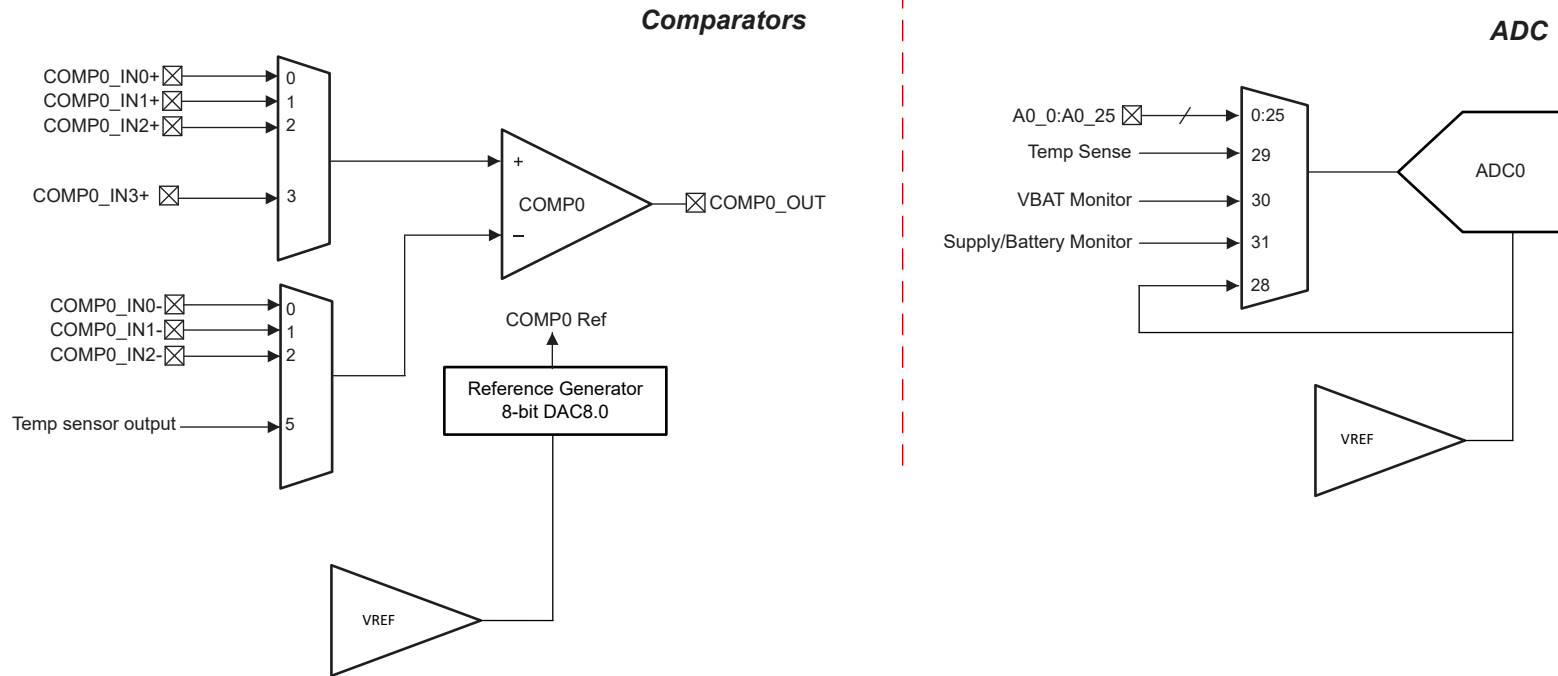 Comparators
COMP0_IN0+
0
COMP0_IN1+
1
COMP0_IN2+
2
COMP0_IN3+
3
+
COMP0
−
COMP0_OUT
COMP0_IN0-
0
COMP0_IN1-
1
COMP0_IN2-
2
Temp sensor output
5
COMP0 Ref
Reference Generator
8-bit DAC8.0
VREF
ADC
A0_0:A0_25
0:25
Temp Sense
29
VBAT Monitor
30
Supply/Battery Monitor
31
28
ADC0
VREF